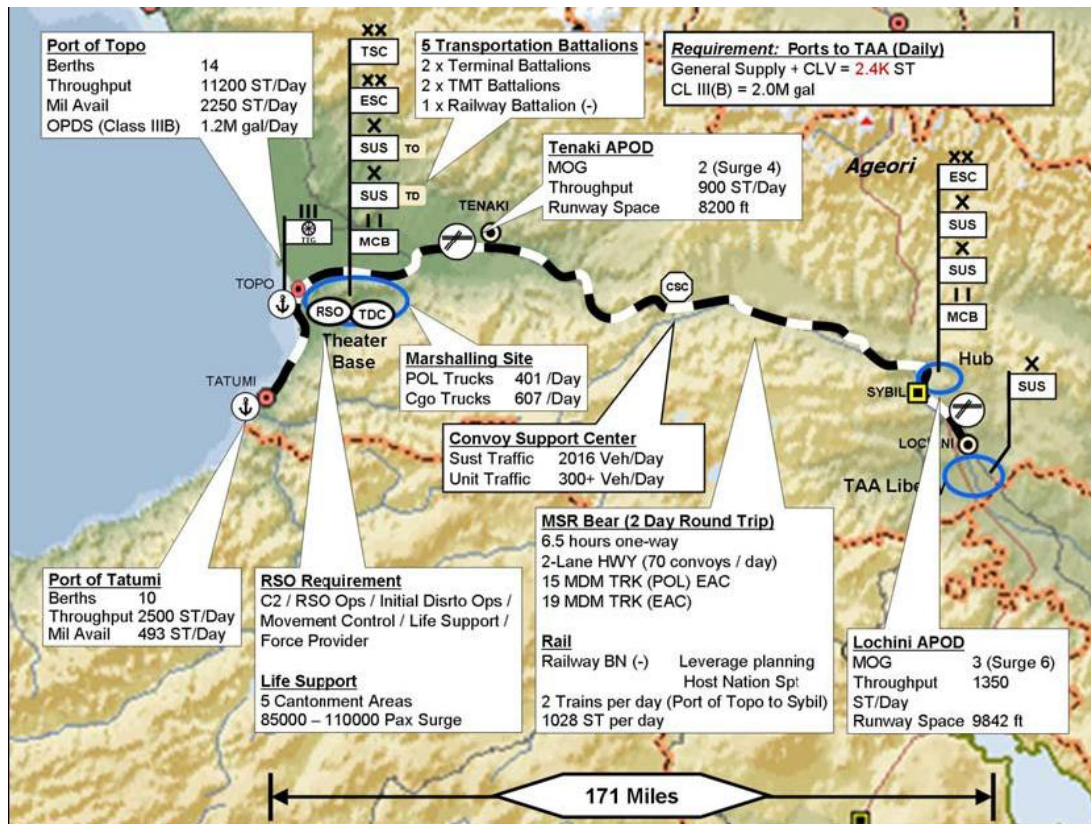 Port of Topo
Berths 14
Throughput 11200 ST/Day
Mil Avail 2250 ST/Day
OPDS (Class IIIB) 1.2M gal/Day
XX
TSC
XX
ESC
X
SUS TO
X
SUS TD
II
MCB
5 Transportation Battalions
2 x Terminal Battalions
2 x TMT Battalions
1 x Railway Battalion (-)
Requirement: Ports to TAA (Daily)
General Supply + CLV = 2.4K ST
CL III(B) = 2.0M gal
Tenaki APOD
MOG 2 (Surge 4)
Throughput 900 ST/Day
Runway Space 8200 ft
Ageori
XX
ESC
X
SUS
X
SUS
II
MCB
III
TTG
TENAKI
TOPO
RSO
TDC
Theater
Base
CSC
Hub
X
SUS
SYBIL
LOCHINI
TAA Liberty
TATUMI
Marshalling Site
POL Trucks 401 /Day
Cgo Trucks 607 /Day
Convoy Support Center
Sust Traffic 2016 Veh/Day
Unit Traffic 300+ Veh/Day
Port of Tatumi
Berths 10
Throughput 2500 ST/Day
Mil Avail 493 ST/Day
RSO Requirement
C2 / RSO Ops / Initial Disrto Ops /
Movement Control / Life Support /
Force Provider
Life Support
5 Cantonment Areas
85000 – 110000 Pax Surge
MSR Bear (2 Day Round Trip)
6.5 hours one-way
2-Lane HWY (70 convoys / day)
15 MDM TRK (POL) EAC
19 MDM TRK (EAC)
Rail
Railway BN (-) Leverage planning
Host Nation Spt
2 Trains per day (Port of Topo to Sybil)
1028 ST per day
Lochini APOD
MOG 3 (Surge 6)
Throughput 1350
ST/Day
Runway Space 9842 ft
171 Miles